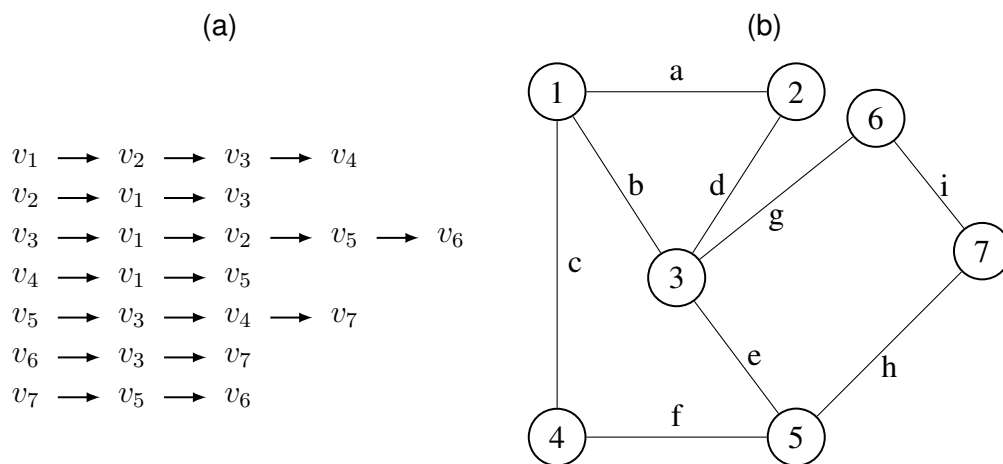 (a)
v₁ → v₂ → v₃ → v₄
v₂ → v₁ → v₃
v₃ → v₁ → v₂ → v₅ → v₆
v₄ → v₁ → v₅
v₅ → v₃ → v₄ → v₇
v₆ → v₃ → v₇
v₇ → v₅ → v₆
(b)
a
1
2
6
b
d
g
i
c
3
7
e
h
4
f
5